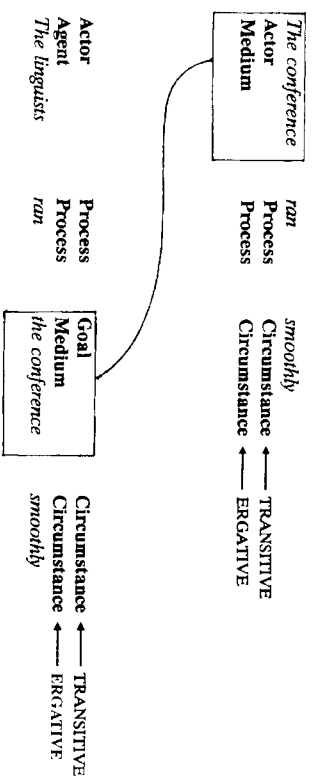 The conference ran smoothly
Actor Process Circumstance TRANSITIVE
Medium Process Circumstance ERGATIVE
Actor Process Goal Circumstance TRANSITIVE
Agent Process Medium Circumstance ERGATIVE
The linguists ran the conference smoothly